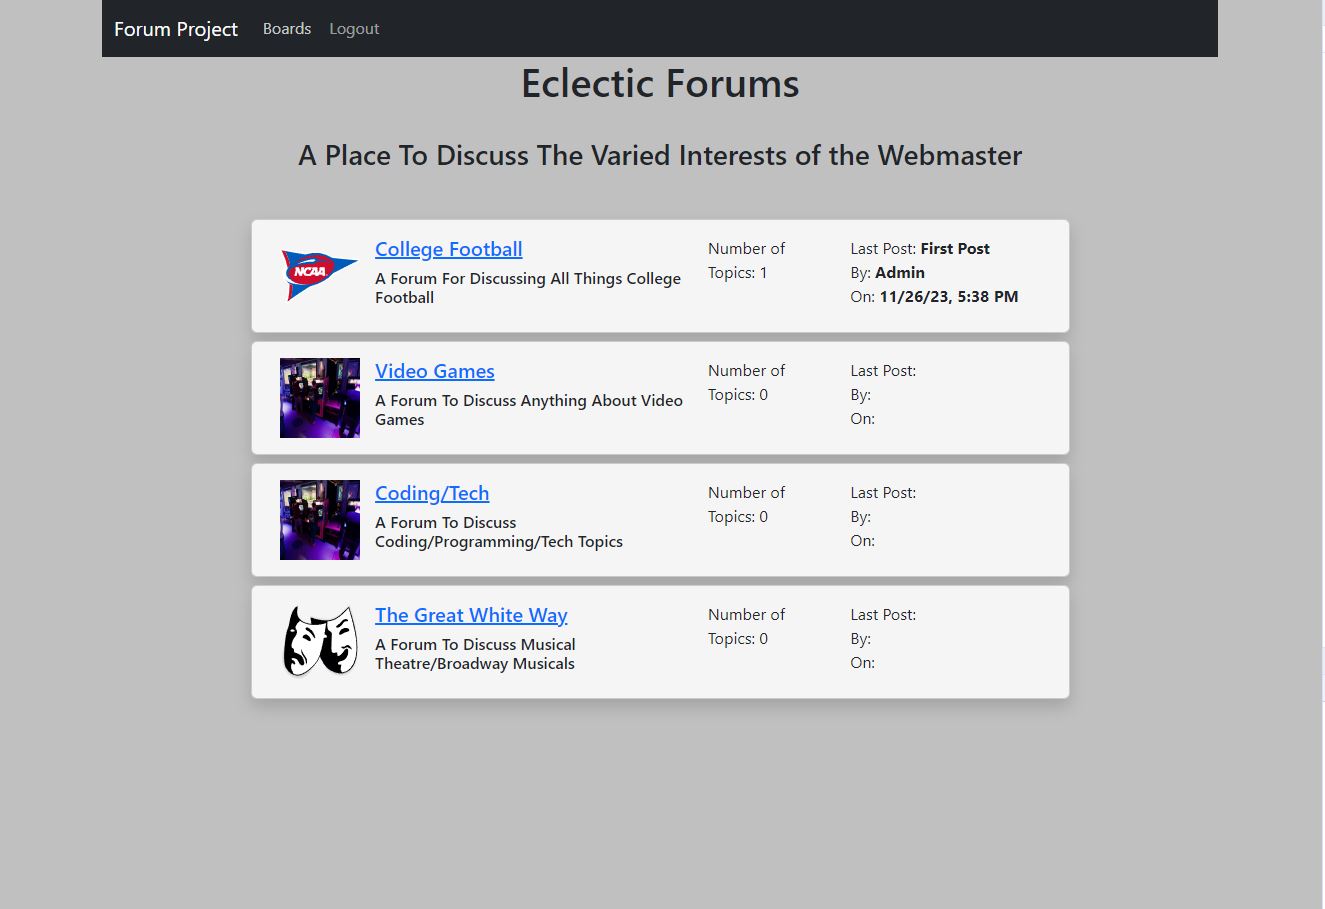 Forum Project Boards Logout
Eclectic Forums
A Place To Discuss The Varied Interests of the Webmaster
NCAA
College Football
A Forum For Discussing All Things College
Football
Number of
Topics: 1
Last Post: First Post
By: Admin
On: 11/26/23, 5:38 PM
Video Games
A Forum To Discuss Anything About Video
Games
Number of
Topics: 0
Last Post:
By:
On:
Coding/Tech
A Forum To Discuss
Coding/Programming/Tech Topics
Number of
Topics: 0
Last Post:
By:
On:
The Great White Way
A Forum To Discuss Musical
Theatre/Broadway Musicals
Number of
Topics: 0
Last Post:
By:
On: